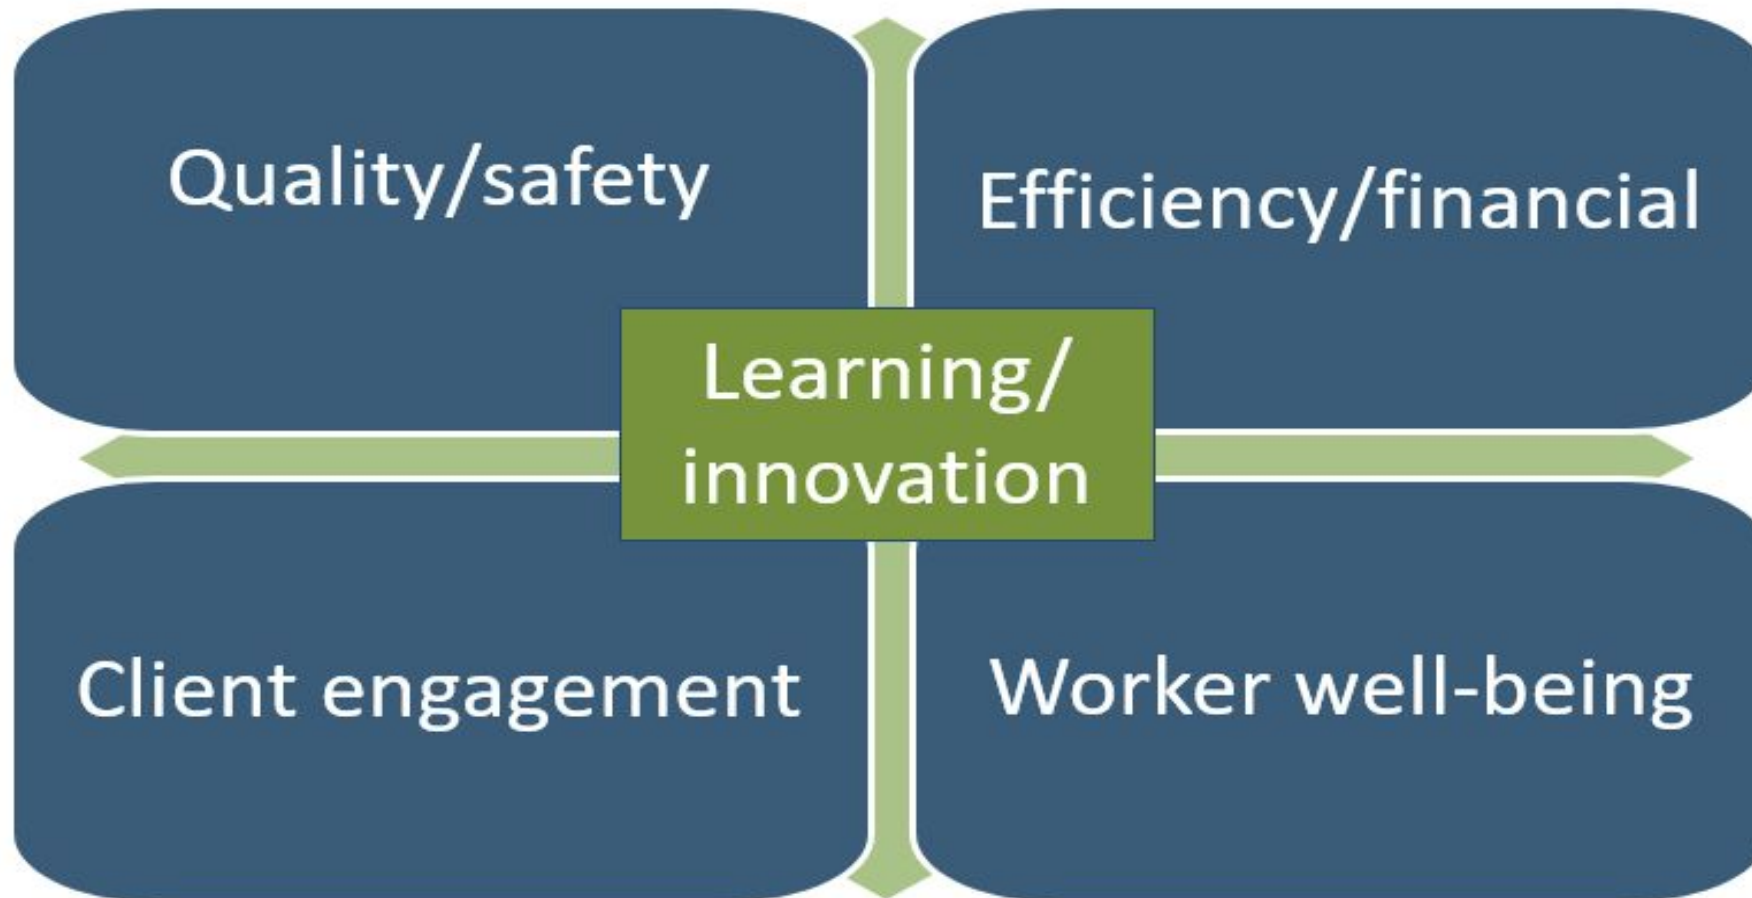 Quality/safety
Efficiency/financial
Learning/
innovation
Client engagement
Worker well-being